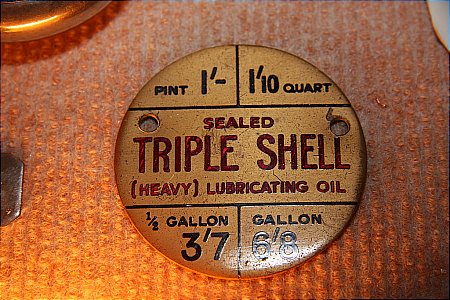 PINT 1'- 1'10 QUART
SEALED
TRIPLE SHELL
(HEAVY) LUBRICATING OIL
½ GALLON GALLON
3'7 6'8